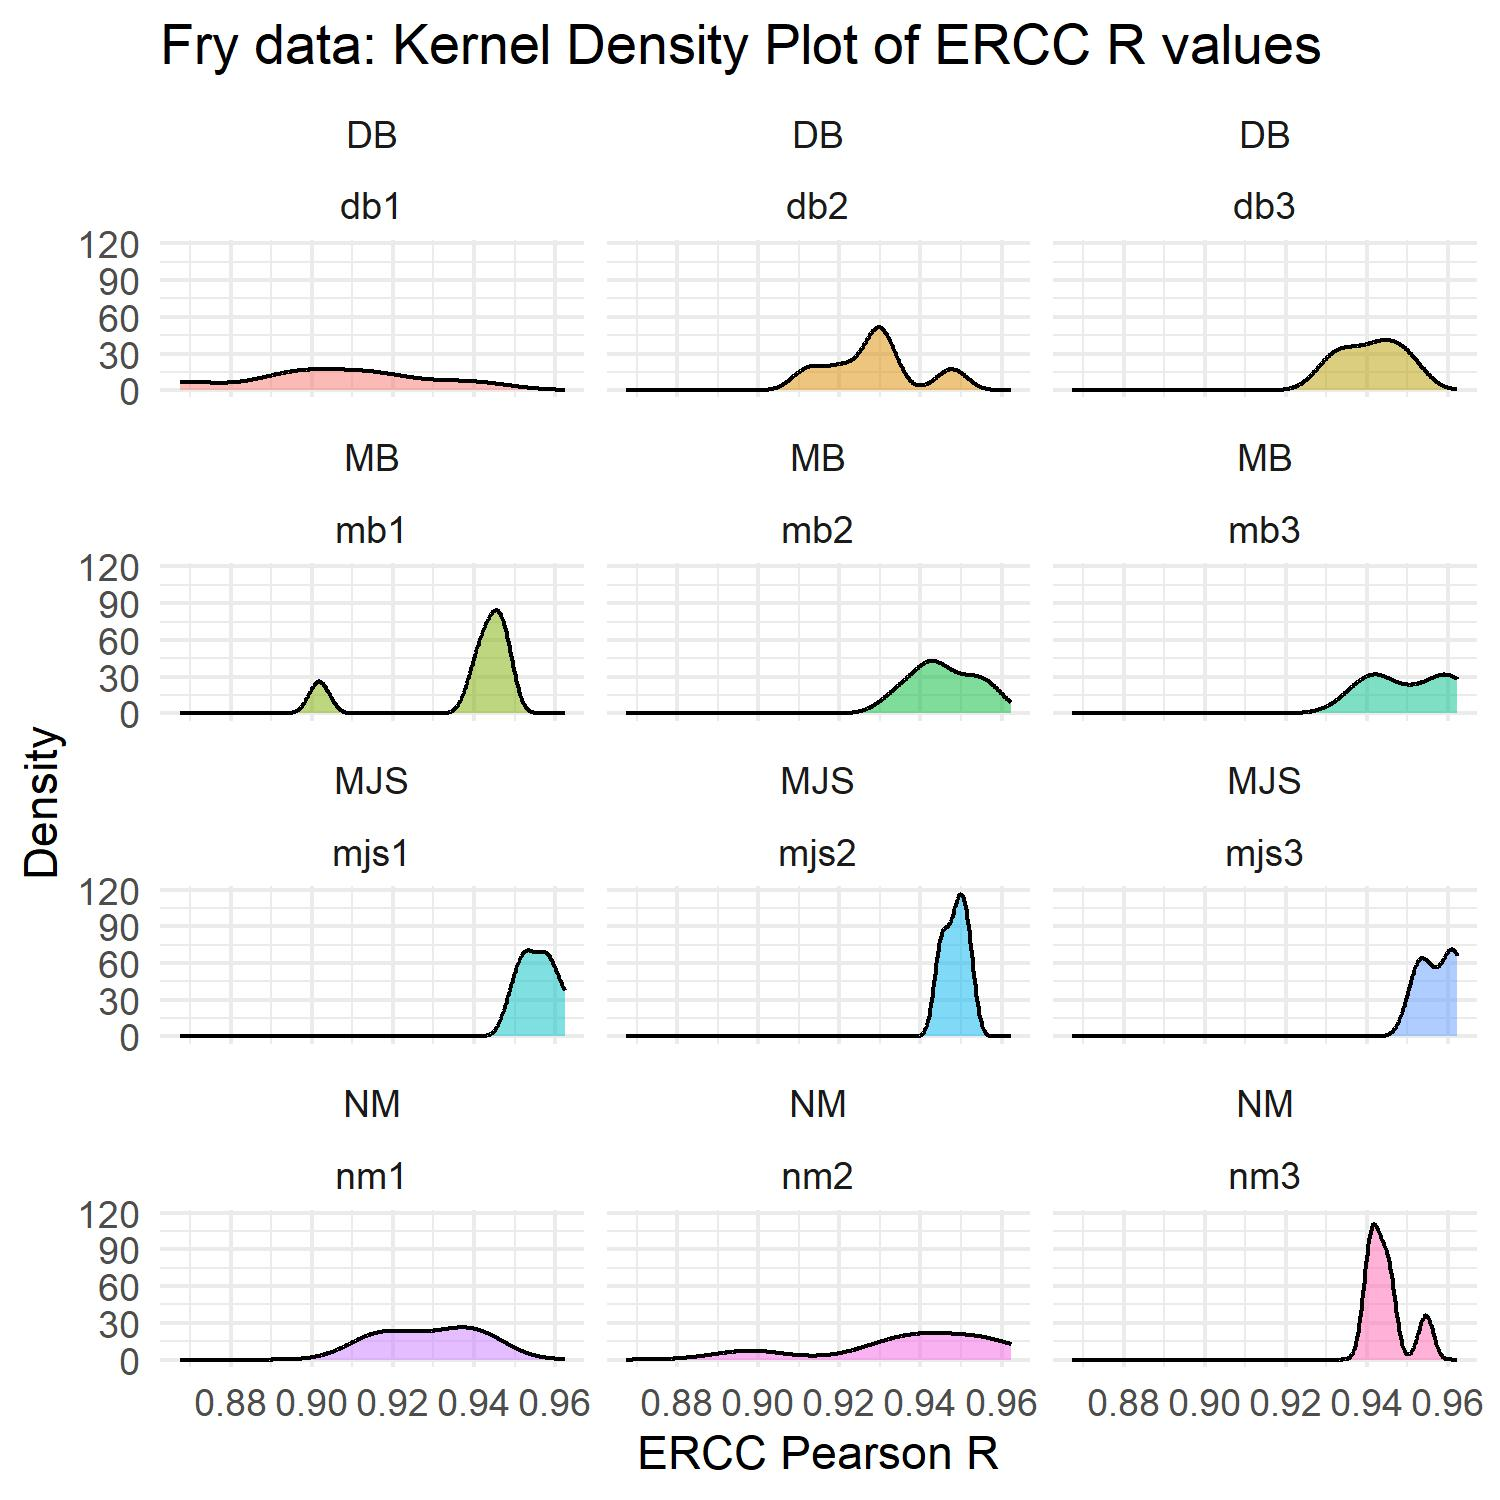 Fry data: Kernel Density Plot of ERCC R values
DB DB DB
db1 db2 db3
120
90
60
30
0
MB MB MB
mb1 mb2 mb3
120
90
60
30
0
MJS MJS MJS
mjs1 mjs2 mjs3
120
90
60
30
0
NM NM NM
nm1 nm2 nm3
120
90
60
30
0
0.88 0.90 0.92 0.94 0.96 0.88 0.90 0.92 0.94 0.96 0.88 0.90 0.92 0.94 0.96
ERCC Pearson R
Density